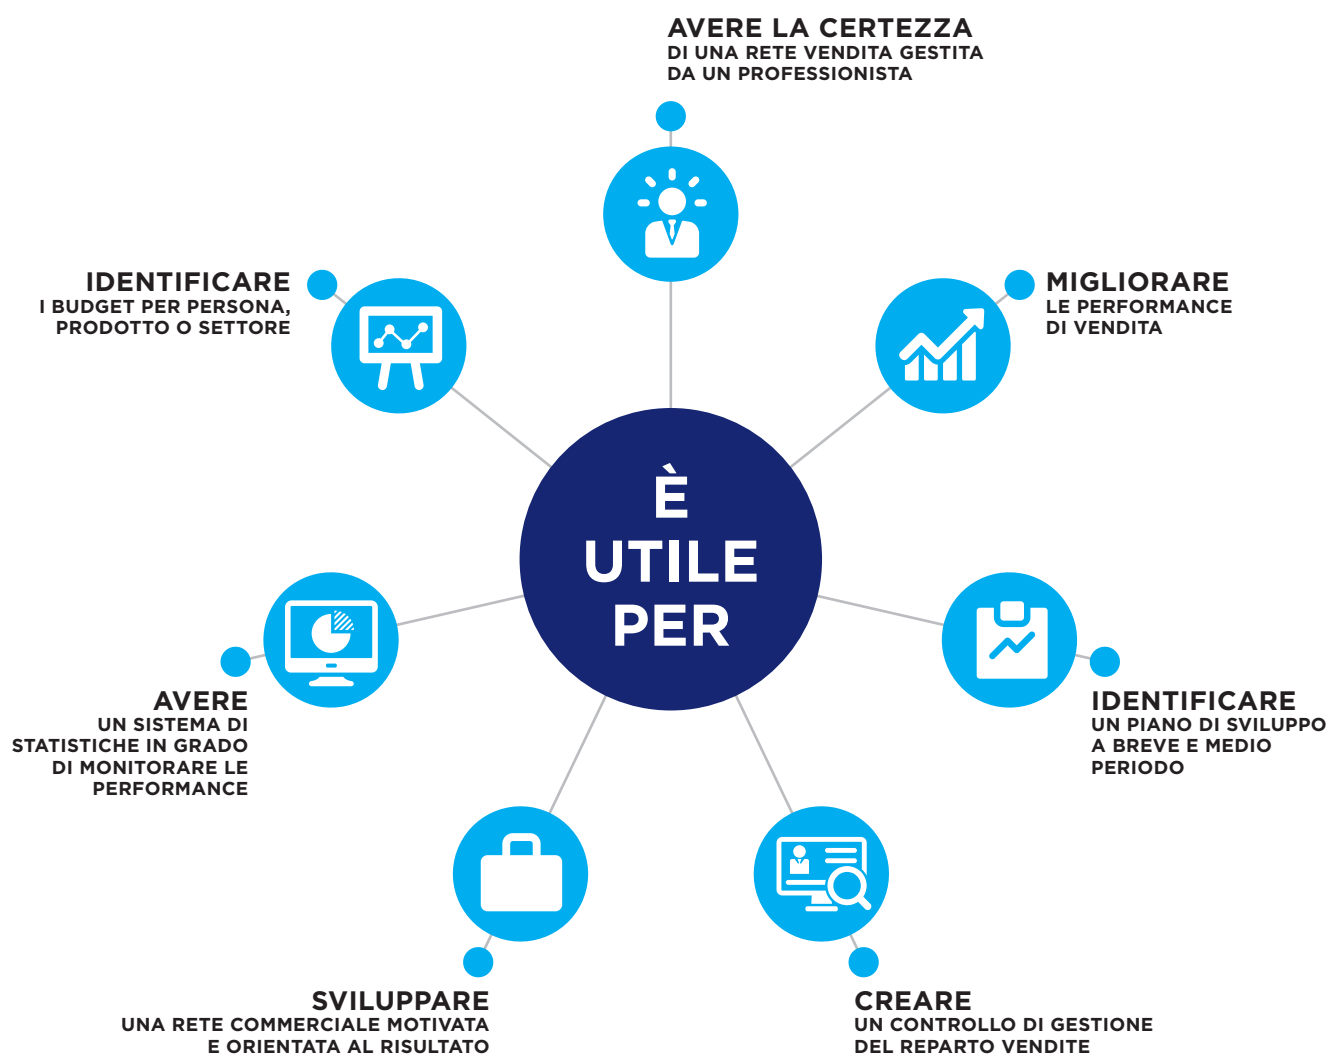 AVERE LA CERTEZZA
DI UNA RETE VENDITA GESTITA
DA UN PROFESSIONISTA
MIGLIORARE
LE PERFORMANCE
DI VENDITA
IDENTIFICARE
UN PIANO DI SVILUPPO
A BREVE E MEDIO
PERIODO
CREARE
UN CONTROLLO DI GESTIONE
DEL REPARTO VENDITE
SVILUPPARE
UNA RETE COMMERCIALE MOTIVATA
E ORIENTATA AL RISULTATO
AVERE
UN SISTEMA DI
STATISTICHE IN GRADO
DI MONITORARE LE
PERFORMANCE
IDENTIFICARE
I BUDGET PER PERSONA,
PRODOTTO O SETTORE
È
UTILE
PER